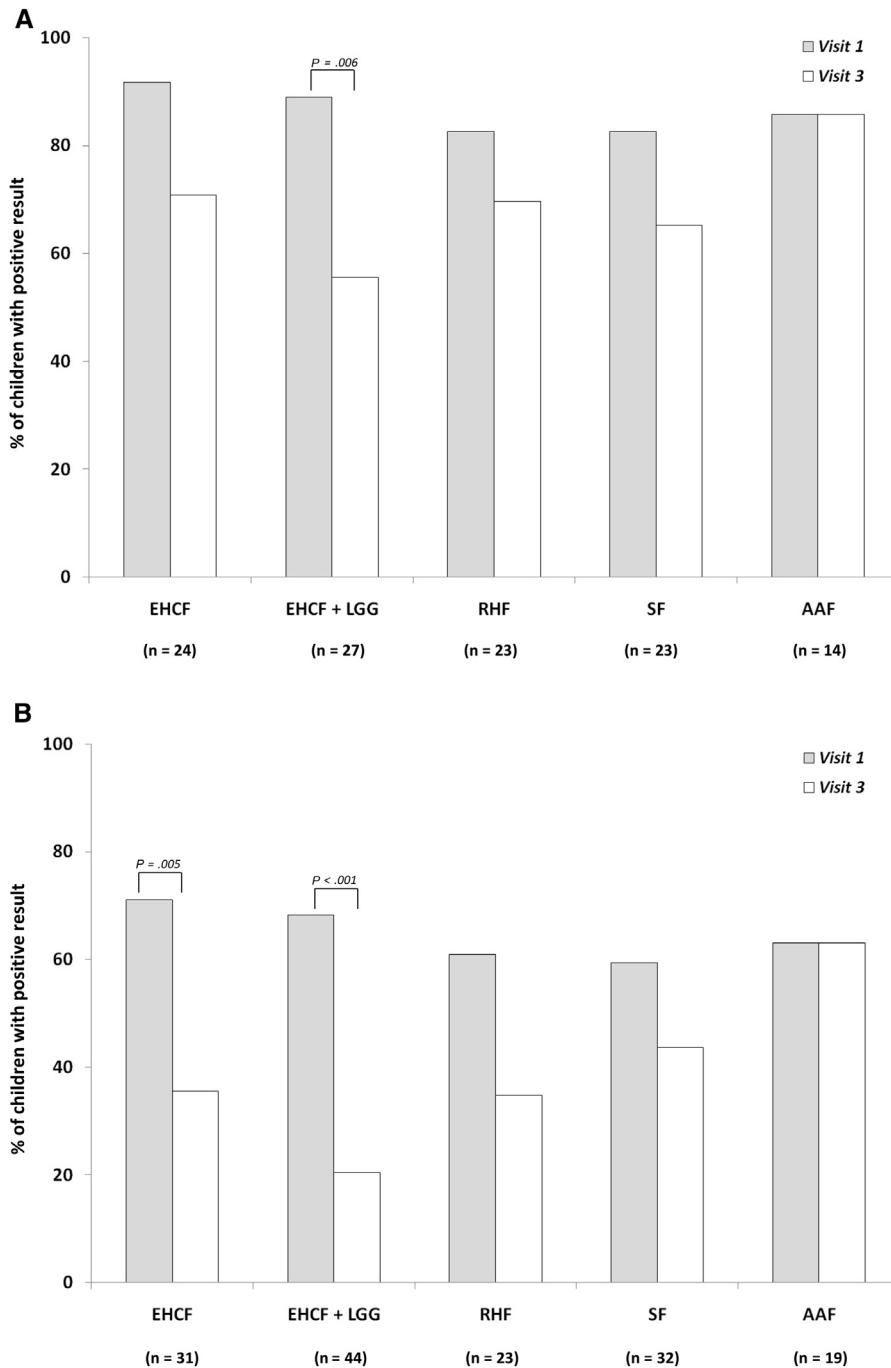 A
100
80
60
40
20
0
% of children with positive result
Visit 1
Visit 3
P = .006
EHCF
EHCF + LGG
RHF
SF
AAF
(n = 24)
(n = 27)
(n = 23)
(n = 23)
(n = 14)
B
100
80
60
40
20
0
% of children with positive result
Visit 1
Visit 3
P = .005
P < .001
EHCF
EHCF + LGG
RHF
SF
AAF
(n = 31)
(n = 44)
(n = 23)
(n = 32)
(n = 19)